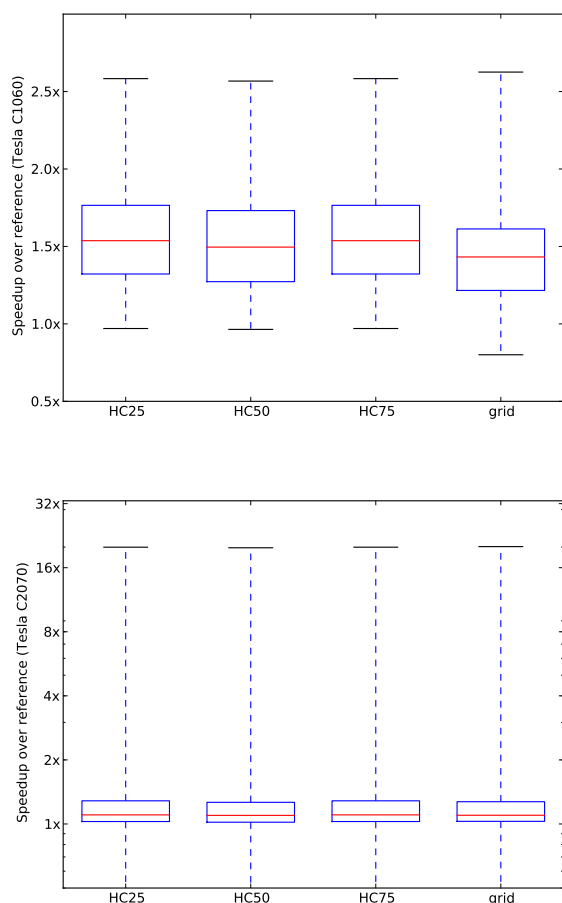 Speedup over reference (Tesla C1060)
2.5x
2.0x
1.5x
1.0x
0.5x
HC25 HC50 HC75 grid
Speedup over reference (Tesla C2070)
32x
16x
8x
4x
2x
1x
HC25 HC50 HC75 grid